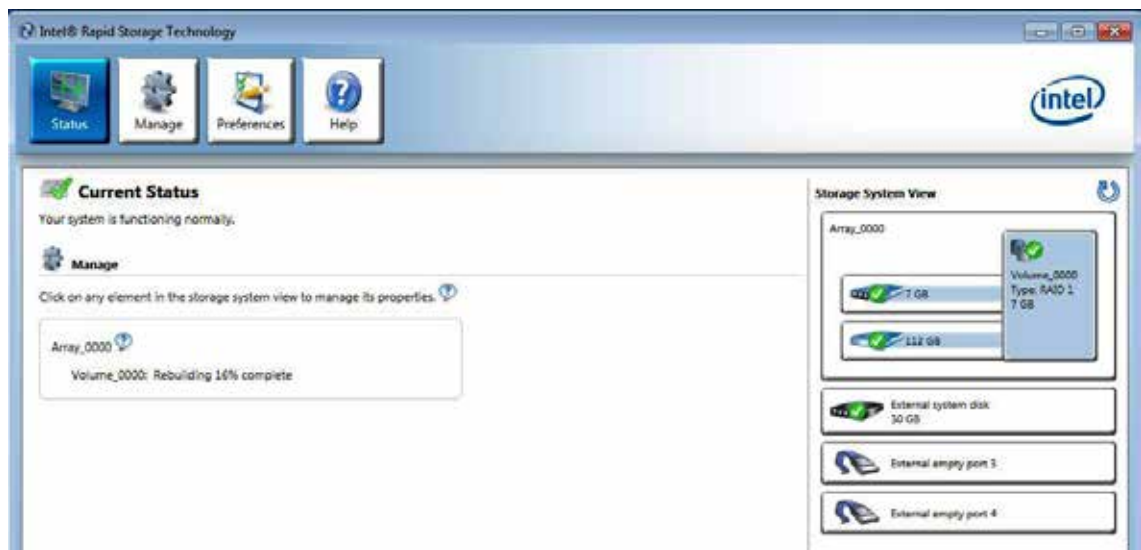 Intel® Rapid Storage Technology
Status
Manage
Preferences
Help
intel
Current Status
Your system is functioning normally.
Manage
Click on any element in the storage system view to manage its properties.
Array_0000
Volume_0000: Rebuilding 16% complete
Storage System View
Array_0000
7 GB
112 GB
Volume_0000
Type: RAID 1
7 GB
External system disk
30 GB
External empty port 3
External empty port 4